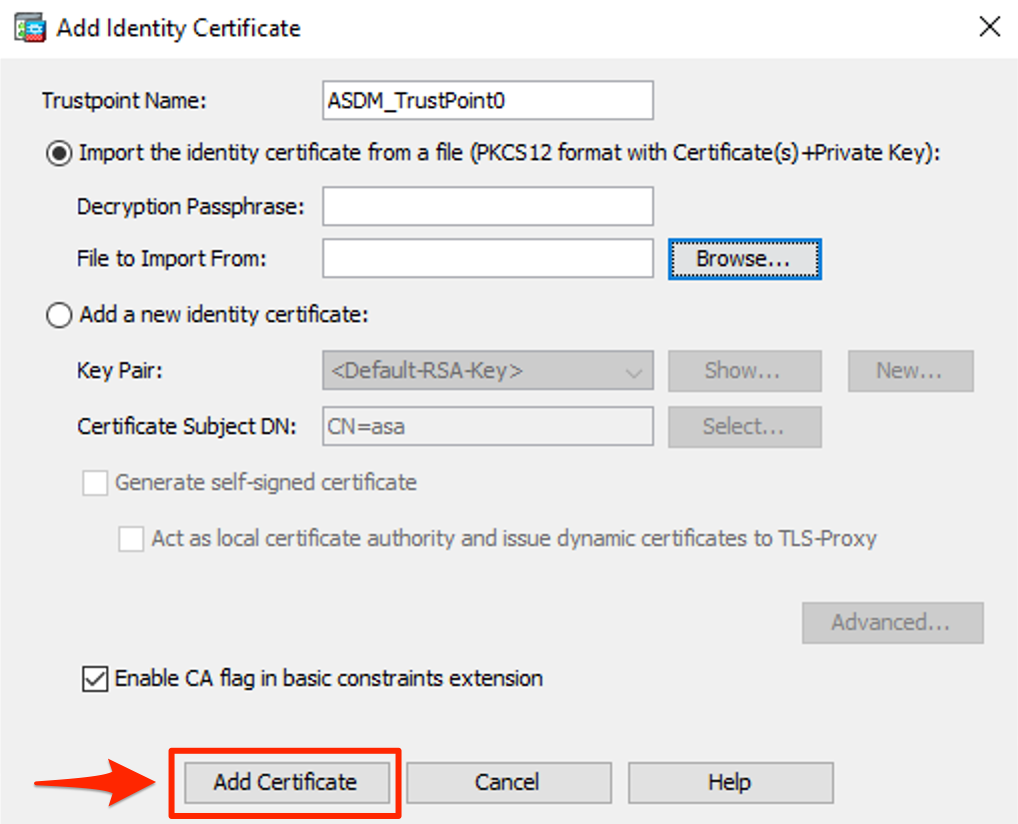 Add Identity Certificate
Trustpoint Name: ASDM_TrustPoint0
Import the identity certificate from a file (PKCS12 format with Certificate(s)+Private Key):
Decryption Passphrase:
File to Import From: Browse...
Add a new identity certificate:
Key Pair: <Default-RSA-Key> Show... New...
Certificate Subject DN: CN=asa Select...
Generate self-signed certificate
Act as local certificate authority and issue dynamic certificates to TLS-Proxy
Advanced...
Enable CA flag in basic constraints extension
Add Certificate Cancel Help